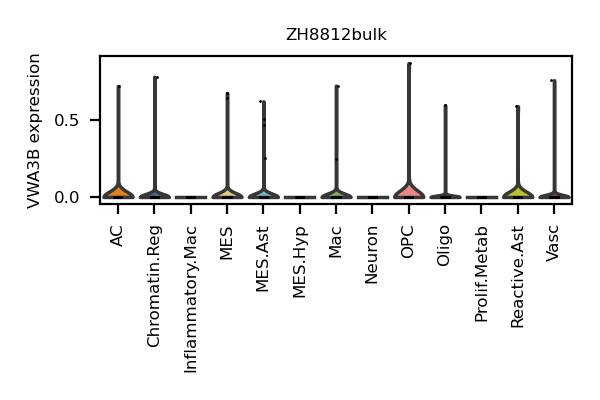 ZH8812bulk
VWA3B expression
0.5
0.0
AC
Chromatin.Reg
Inflammatory.Mac
MES
MES.Ast
MES.Hyp
Mac
Neuron
OPC
Oligo
Prolif.Metab
Reactive.Ast
Vasc